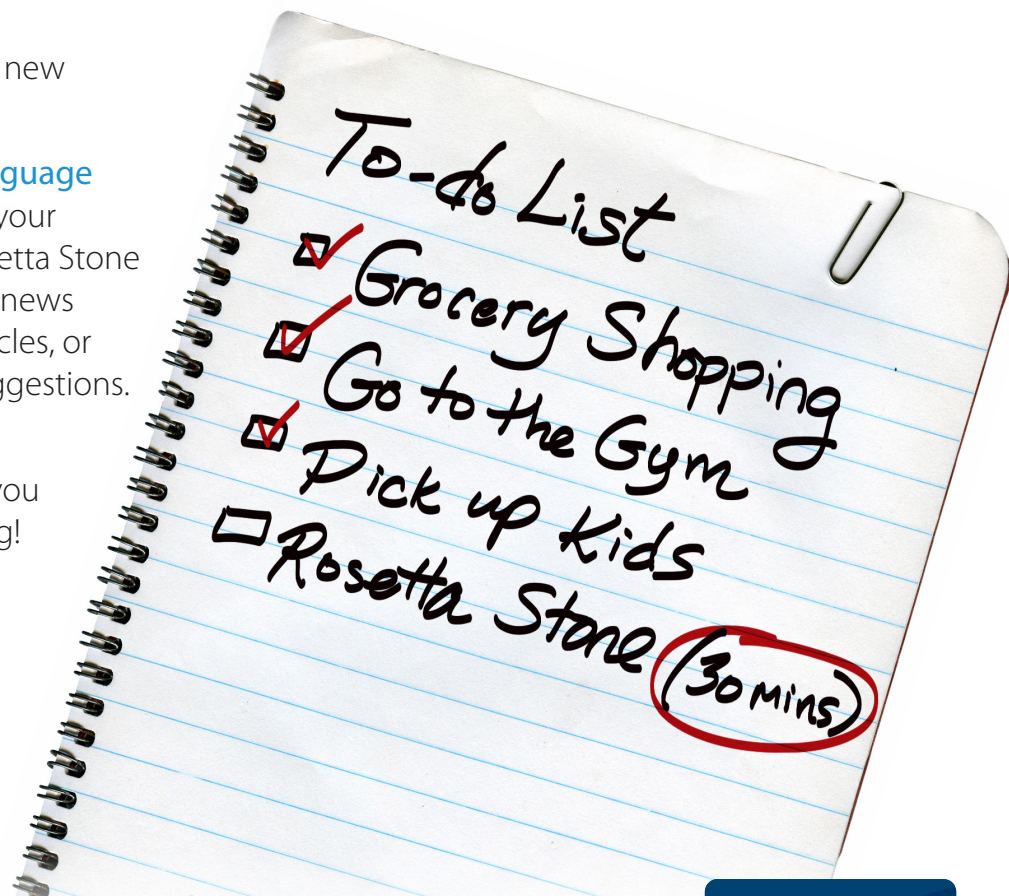 new
guage
your
etta Stone
news
cles, or
ggestions.
you
g!
To-do List
Grocery Shopping
Go to the Gym
Pick up Kids
Rosetta Stone (30 mins)